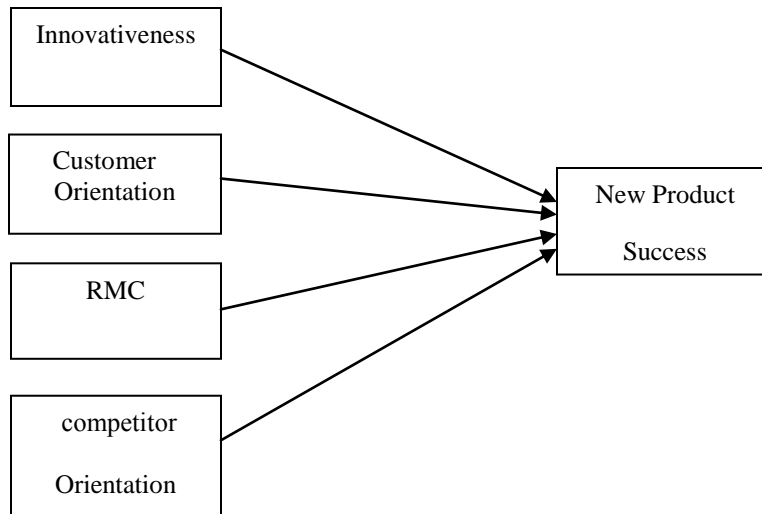 Innovativeness
Customer
Orientation
RMC
competitor
Orientation
New Product
Success